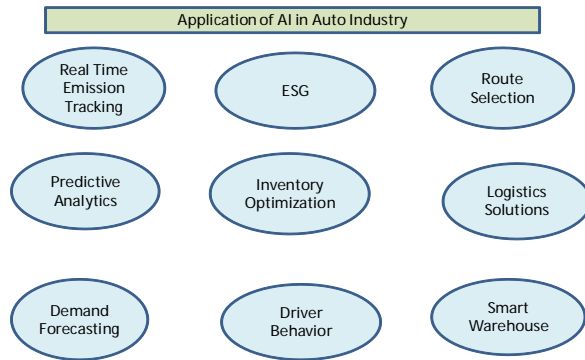 Application of AI in Auto Industry
Real Time
Emission
Tracking
ESG
Route
Selection
Predictive
Analytics
Inventory
Optimization
Logistics
Solutions
Demand
Forecasting
Driver
Behavior
Smart
Warehouse